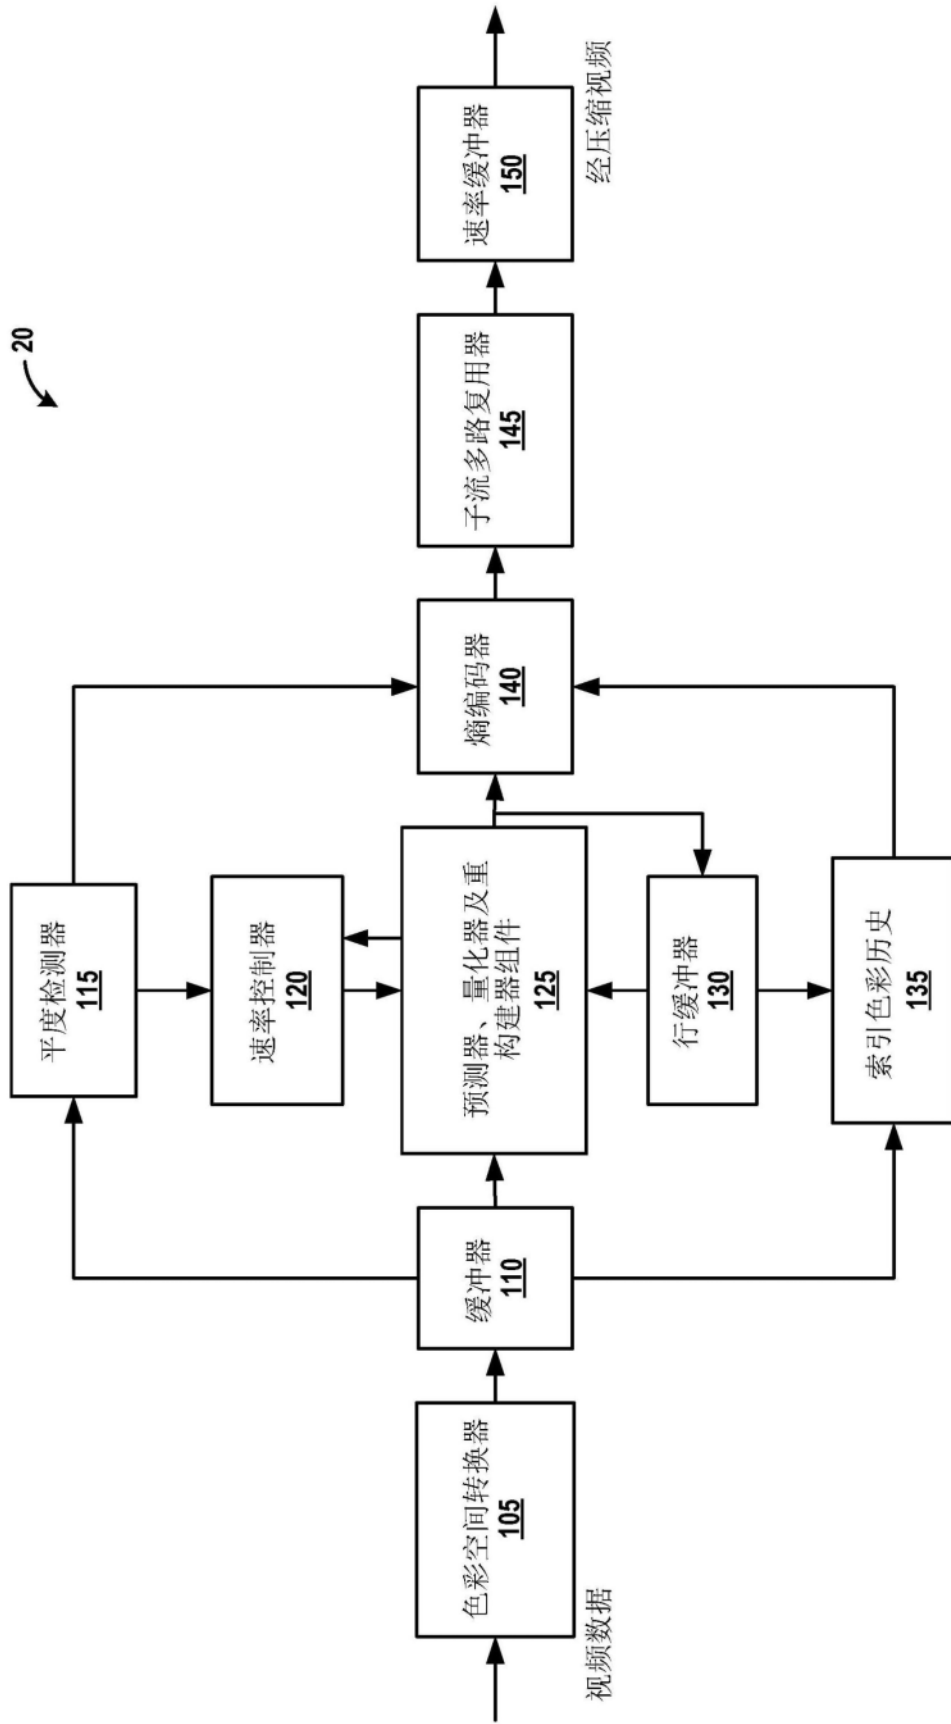 20
视频数据
色彩空间转换器
105
缓冲器
110
平度检测器
115
速率控制器
120
预测器、量化器及重
构建器组件
125
行缓冲器
130
索引色彩历史
135
熵编码器
140
子流多路复用器
145
速率缓冲器
150
经压缩视频